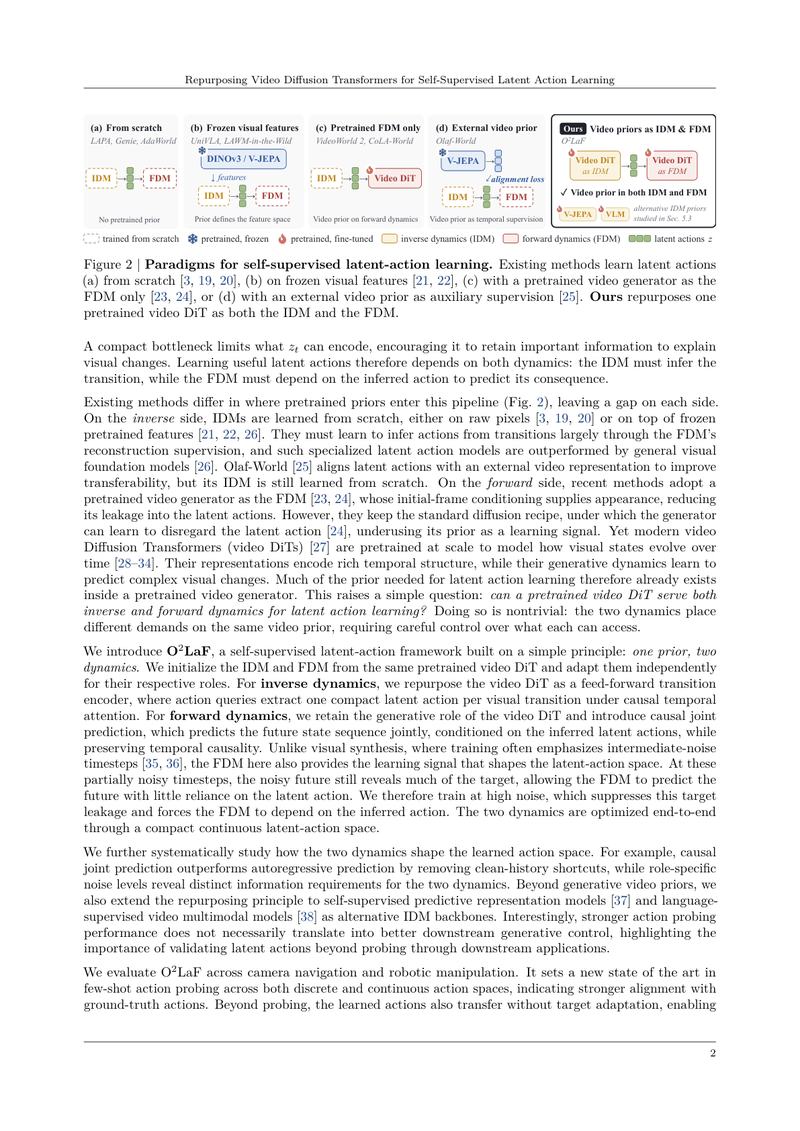 Repurposing Video Diffusion Transformers for Self-Supervised Latent Action Learning
(a) From scratch
LAPA, Genie, AdaWorld
IDM
FDM
No pretrained prior
(b) Frozen visual features
UniVLA, LAWM-in-the-Wild
DINOv3 / V-JEPA
↓ features
IDM
FDM
Prior defines the feature space
(c) Pretrained FDM only
VideoWorld 2, CoLA-World
IDM
Video DiT
Video prior on forward dynamics
(d) External video prior
Olaf-World
V-JEPA
alignment loss
IDM
FDM
Video prior as temporal supervision
Ours Video priors as IDM & FDM
O²LaF
Video DiT
as IDM
Video DiT
as FDM
✓ Video prior in both IDM and FDM
V-JEPA
VLM
alternative IDM priors
studied in Sec. 5.3
trained from scratch
pretrained, frozen
pretrained, fine-tuned
inverse dynamics (IDM)
forward dynamics (FDM)
latent actions z
Figure 2 | Paradigms for self-supervised latent-action learning. Existing methods learn latent actions
(a) from scratch [3, 19, 20], (b) on frozen visual features [21, 22], (c) with a pretrained video generator as the
FDM only [23, 24], or (d) with an external video prior as auxiliary supervision [25]. Ours repurposes one
pretrained video DiT as both the IDM and the FDM.
A compact bottleneck limits what zₜ can encode, encouraging it to retain important information to explain
visual changes. Learning useful latent actions therefore depends on both dynamics: the IDM must infer the
transition, while the FDM must depend on the inferred action to predict its consequence.
Existing methods differ in where pretrained priors enter this pipeline (Fig. 2), leaving a gap on each side.
On the inverse side, IDMs are learned from scratch, either on raw pixels [3, 19, 20] or on top of frozen
pretrained features [21, 22, 26]. They must learn to infer actions from transitions largely through the FDM's
reconstruction supervision, and such specialized latent action models are outperformed by general visual
foundation models [26]. Olaf-World [25] aligns latent actions with an external video representation to improve
transferability, but its IDM is still learned from scratch. On the forward side, recent methods adopt a
pretrained video generator as the FDM [23, 24], whose initial-frame conditioning supplies appearance, reducing
its leakage into the latent actions. However, they keep the standard diffusion recipe, under which the generator
can learn to disregard the latent action [24], underusing its prior as a learning signal. Yet modern video
Diffusion Transformers (video DiTs) [27] are pretrained at scale to model how visual states evolve over
time [28–34]. Their representations encode rich temporal structure, while their generative dynamics learn to
predict complex visual changes. Much of the prior needed for latent action learning therefore already exists
inside a pretrained video generator. This raises a simple question: can a pretrained video DiT serve both
inverse and forward dynamics for latent action learning? Doing so is nontrivial: the two dynamics place
different demands on the same video prior, requiring careful control over what each can access.
We introduce O²LaF, a self-supervised latent-action framework built on a simple principle: one prior, two
dynamics. We initialize the IDM and FDM from the same pretrained video DiT and adapt them independently
for their respective roles. For inverse dynamics, we repurpose the video DiT as a feed-forward transition
encoder, where action queries extract one compact latent action per visual transition under causal temporal
attention. For forward dynamics, we retain the generative role of the video DiT and introduce causal joint
prediction, which predicts the future state sequence jointly, conditioned on the inferred latent actions, while
preserving temporal causality. Unlike visual synthesis, where training often emphasizes intermediate-noise
timesteps [35, 36], the FDM here also provides the learning signal that shapes the latent-action space. At these
partially noisy timesteps, the noisy future still reveals much of the target, allowing the FDM to predict the
future with little reliance on the latent action. We therefore train at high noise, which suppresses this target
leakage and forces the FDM to depend on the inferred action. The two dynamics are optimized end-to-end
through a compact continuous latent-action space.
We further systematically study how the two dynamics shape the learned action space. For example, causal
joint prediction outperforms autoregressive prediction by removing clean-history shortcuts, while role-specific
noise levels reveal distinct information requirements for the two dynamics. Beyond generative video priors, we
also extend the repurposing principle to self-supervised predictive representation models [37] and language-
supervised video multimodal models [38] as alternative IDM backbones. Interestingly, stronger action probing
performance does not necessarily translate into better downstream generative control, highlighting the
importance of validating latent actions beyond probing through downstream applications.
We evaluate O²LaF across camera navigation and robotic manipulation. It sets a new state of the art in
few-shot action probing across both discrete and continuous action spaces, indicating stronger alignment with
ground-truth actions. Beyond probing, the learned actions also transfer without target adaptation, enabling
2